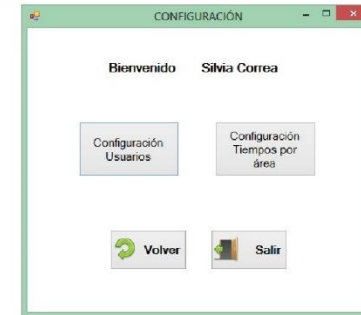 CONFIGURACIÓN
Bienvenido Silvia Correa
Configuración
Usuarios
Configuración
Tiempos por
área
Volver
Salir